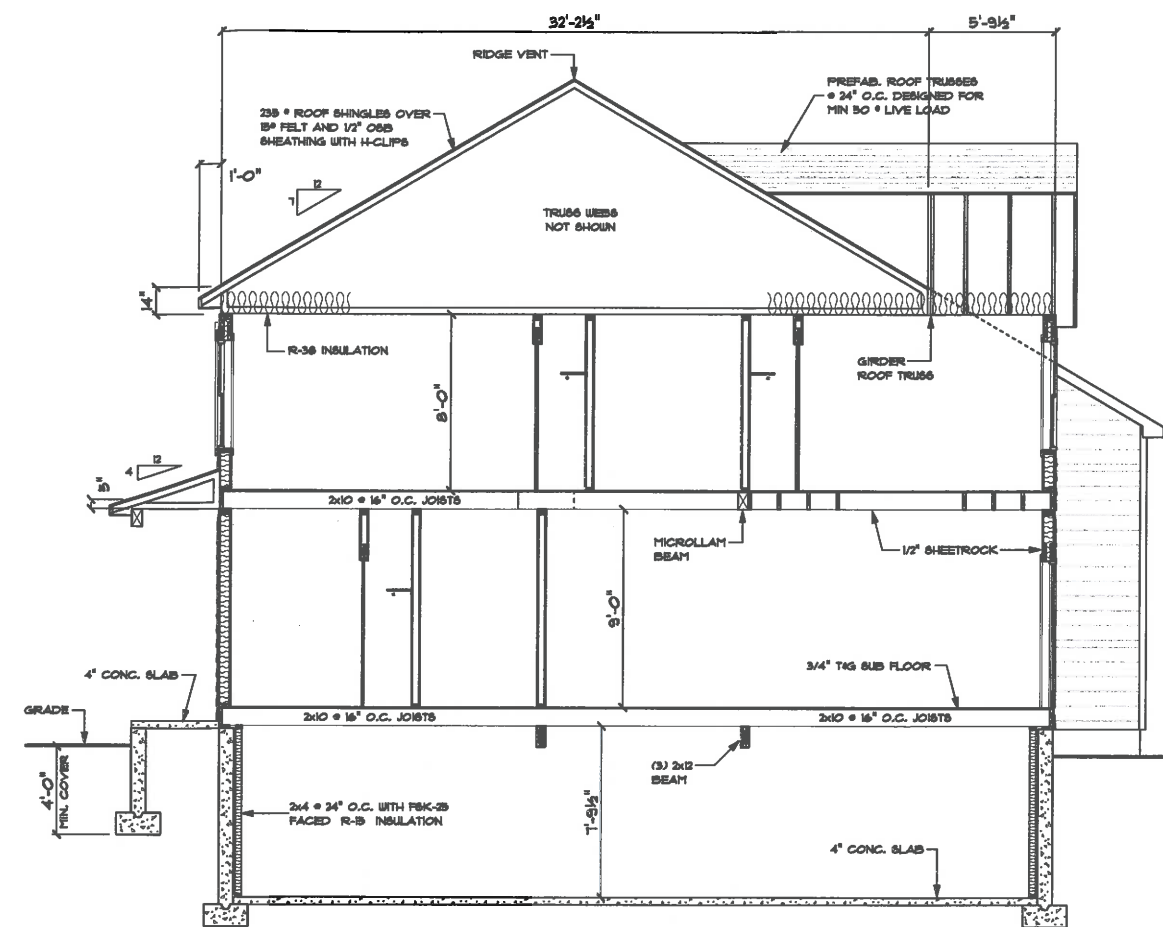 32'-2½"
5'-9½"
RIDGE VENT
PREFAB. ROOF TRUSSES
@ 24" O.C. DESIGNED FOR
MIN 30 # LIVE LOAD
235 # ROOF SHINGLES OVER
15# FELT AND 1/2" OSB
SHEATHING WITH H-CLIPS
1'-0"
12
7
TRUSS WEBS
NOT SHOWN
14"
R-38 INSULATION
GIRDER
ROOF TRUSS
8'-0"
12
4
2x10 @ 16" O.C. JOISTS
MICROLLAM
BEAM
1/2" SHEETROCK
9'-0"
4" CONC. SLAB
3/4" T&G SUB FLOOR
GRADE
2x10 @ 16" O.C. JOISTS
2x10 @ 16" O.C. JOISTS
4'-0"
MIN. COVER
(3) 2x12
BEAM
2x4 @ 24" O.C. WITH FSK-25
FACED R-13 INSULATION
7'-9½"
4" CONC. SLAB